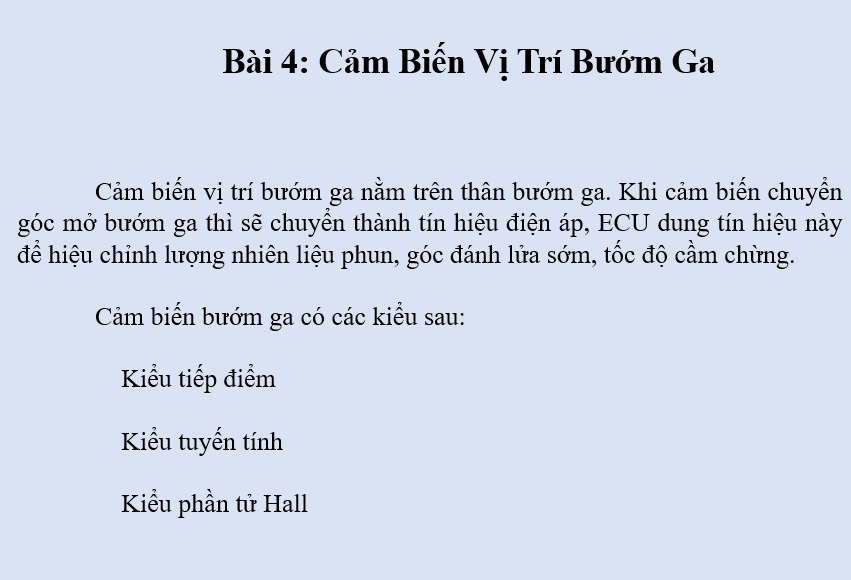 Bài 4: Cảm Biến Vị Trí Bướm Ga
Cảm biến vị trí bướm ga nằm trên thân bướm ga. Khi cảm biến chuyển
góc mở bướm ga thì sẽ chuyển thành tín hiệu điện áp, ECU dung tín hiệu này
để hiệu chỉnh lượng nhiên liệu phun, góc đánh lửa sớm, tốc độ cầm chừng.
Cảm biến bướm ga có các kiểu sau:
Kiểu tiếp điểm
Kiểu tuyến tính
Kiểu phần tử Hall